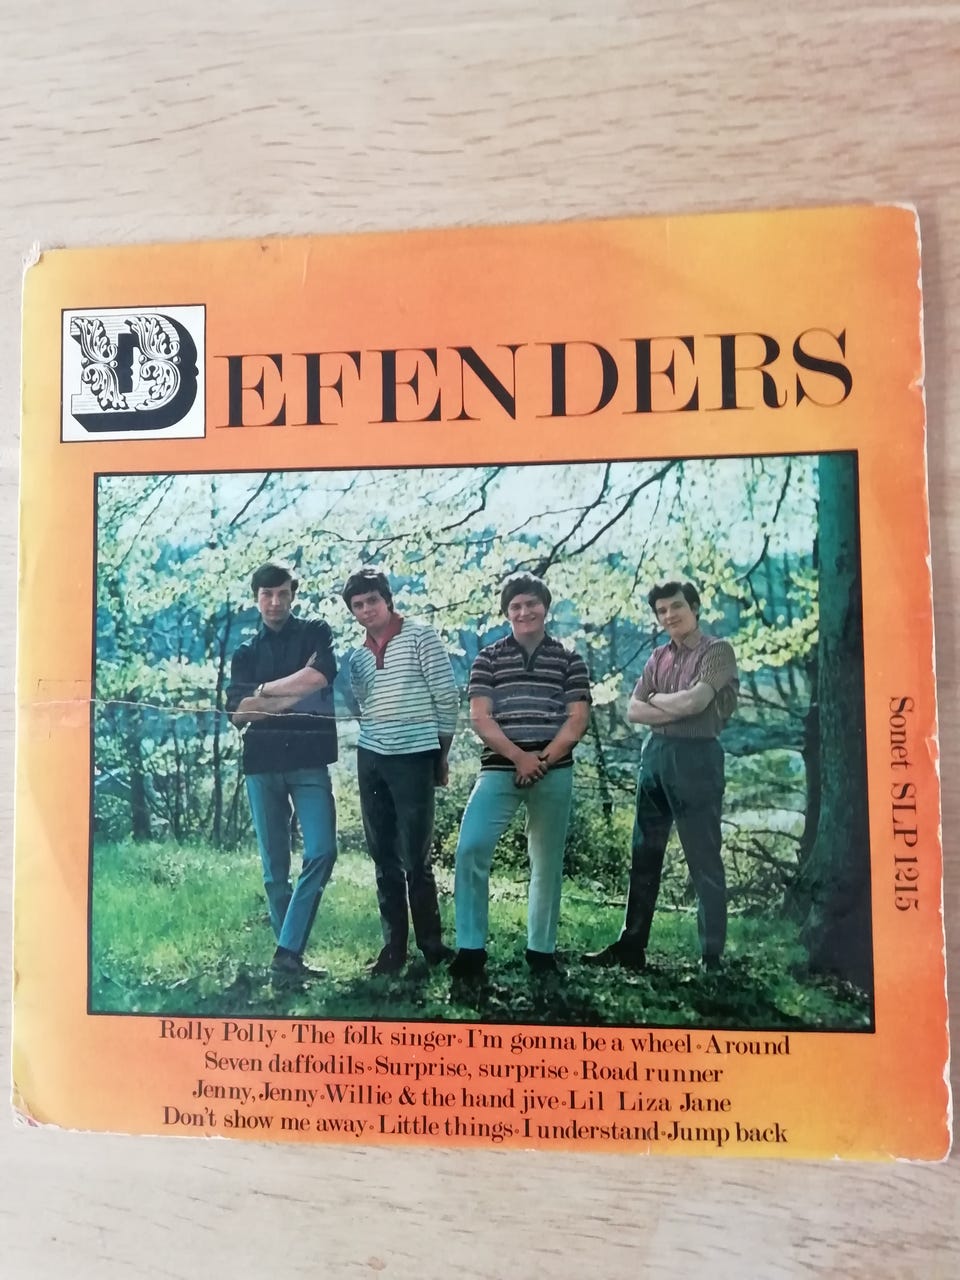 DEFENDERS
Sonet SLP 1215
Rolly Polly • The folk singer • I'm gonna be a wheel • Around
Seven daffodils • Surprise, surprise • Road runner
Jenny, Jenny • Willie & the hand jive • Lil Liza Jane
Don't show me away • Little things • I understand • Jump back